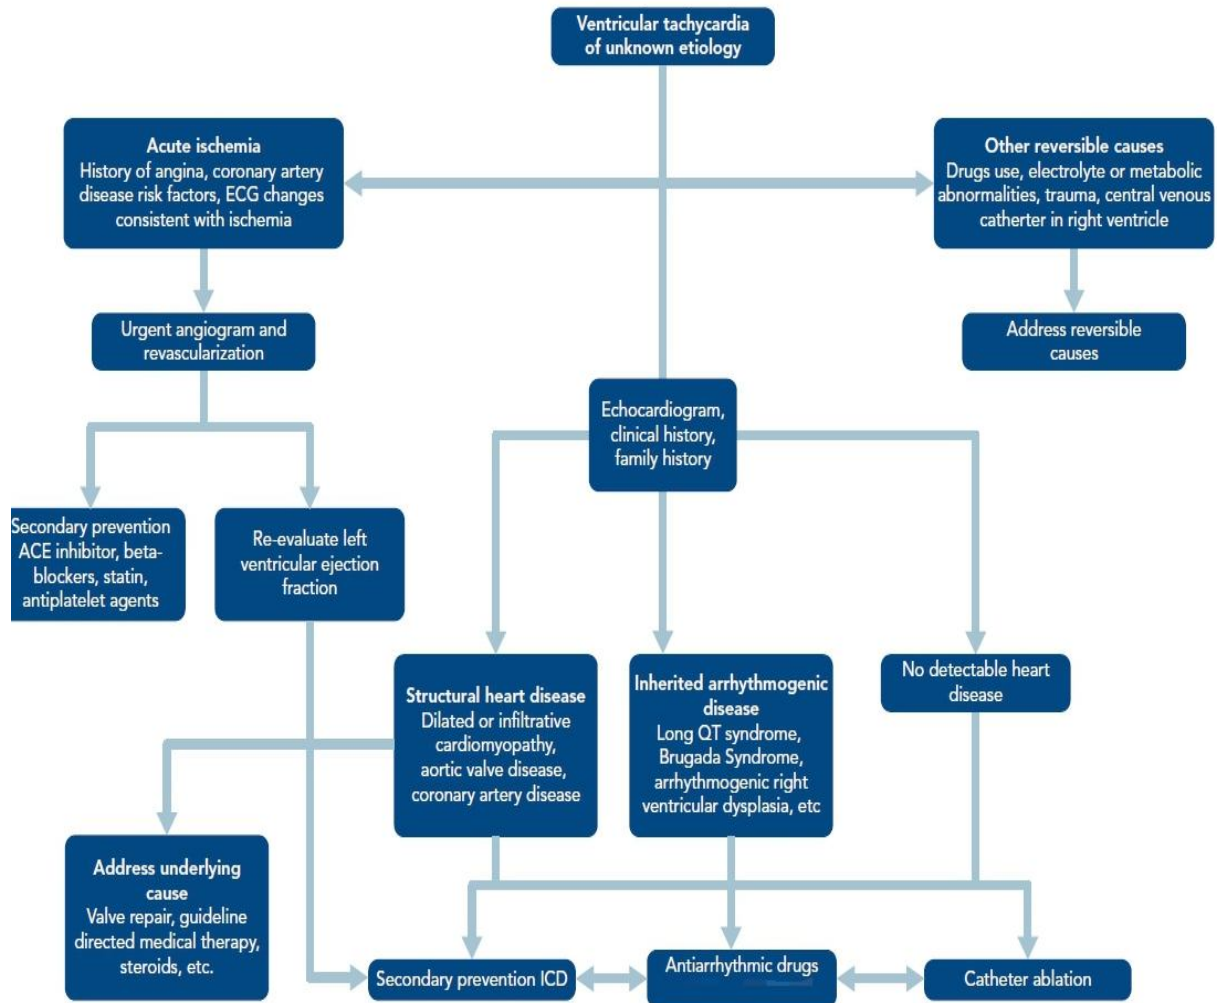 Ventricular tachycardia
of unknown etiology
Acute ischemia
History of angina, coronary artery
disease risk factors, ECG changes
consistent with ischemia
Other reversible causes
Drugs use, electrolyte or metabolic
abnormalities, trauma, central venous
catherter in right ventricle
Urgent angiogram and
revascularization
Address reversible
causes
Echocardiogram,
clinical history,
family history
Secondary prevention
ACE inhibitor, beta-
blockers, statin,
antiplatelet agents
Re-evaluate left
ventricular ejection
fraction
Structural heart disease
Dilated or infiltrative
cardiomyopathy,
aortic valve disease,
coronary artery disease
Inherited arrhythmogenic
disease
Long QT syndrome,
Brugada Syndrome,
arrhythmogenic right
ventricular dysplasia, etc
No detectable heart
disease
Address underlying
cause
Valve repair, guideline
directed medical therapy,
steroids, etc.
Secondary prevention ICD
Antiarrhythmic drugs
Catheter ablation